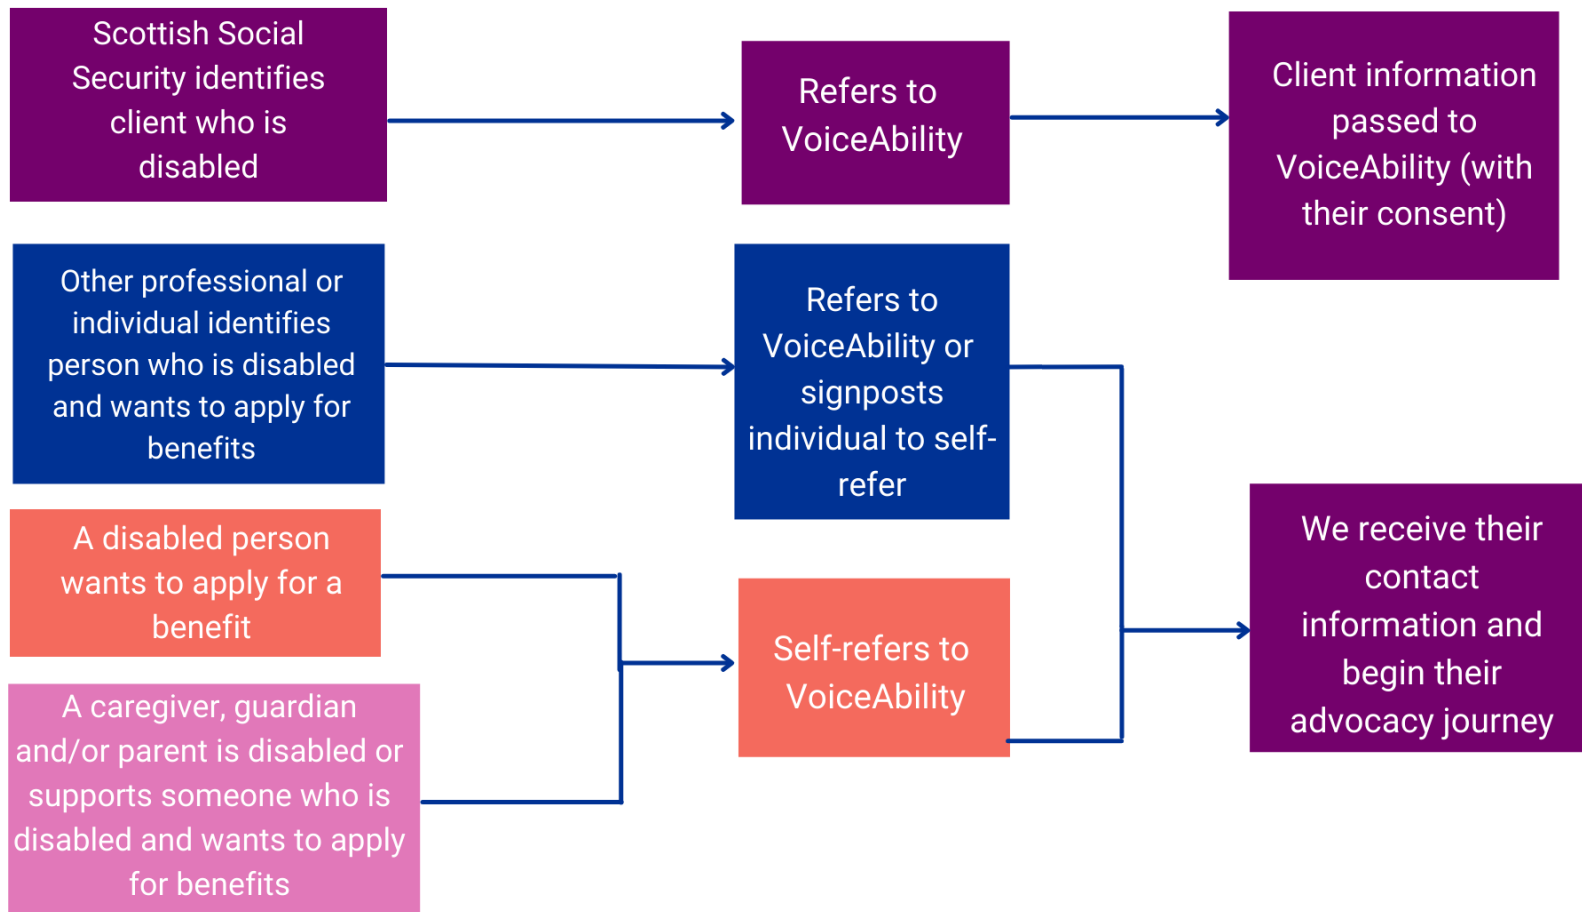 Scottish Social
Security identifies
client who is
disabled
Refers to
VoiceAbility
Client information
passed to
VoiceAbility (with
their consent)
Other professional or
individual identifies
person who is disabled
and wants to apply for
benefits
Refers to
VoiceAbility or
signposts
individual to self-
refer
A disabled person
wants to apply for a
benefit
Self-refers to
VoiceAbility
We receive their
contact
information and
begin their
advocacy journey
A caregiver, guardian
and/or parent is disabled or
supports someone who is
disabled and wants to apply
for benefits